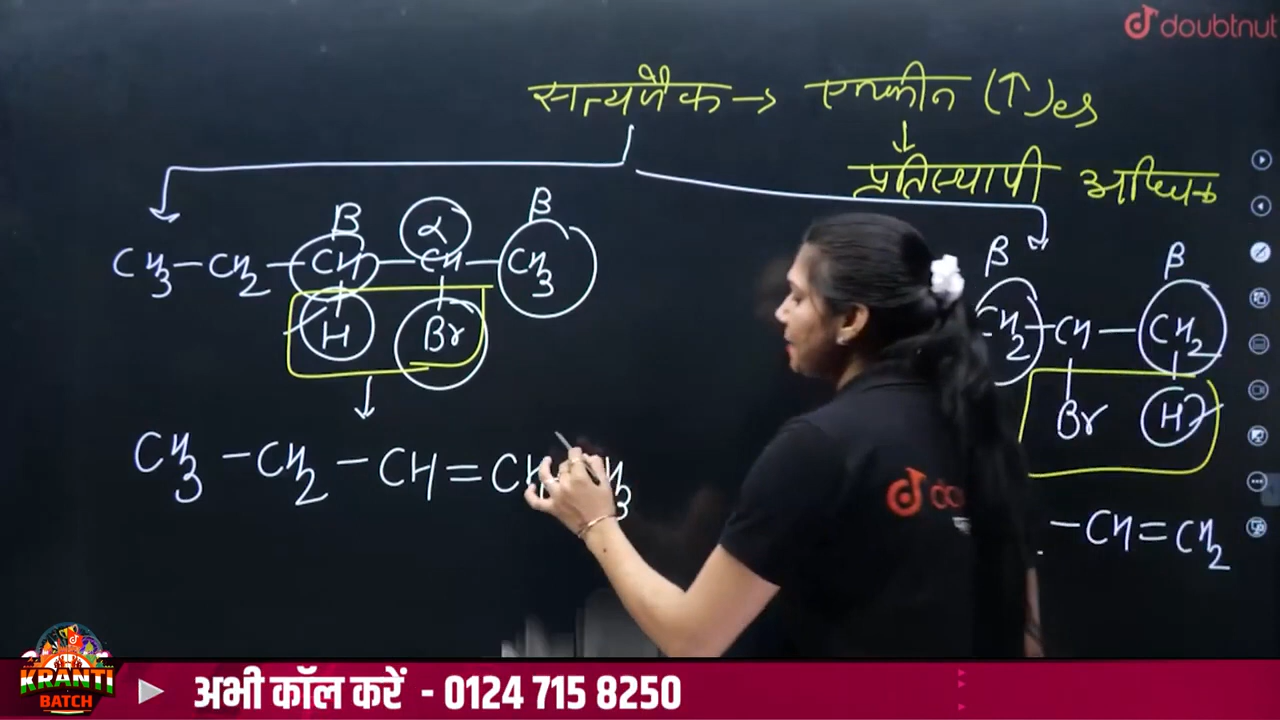 doubtnut
सत्यजैफ → एल्कीन (↑)es
↓
प्रतिस्थापी अधिक
β α β
CH3 – CH2 – CH – CH – CH3
H Br
β β
CH2 – CH – CH2
Br H
CH3 – CH2 – CH = CH
– CH = CH2
KRANTI
BATCH
अभी कॉल करें - 0124 715 8250